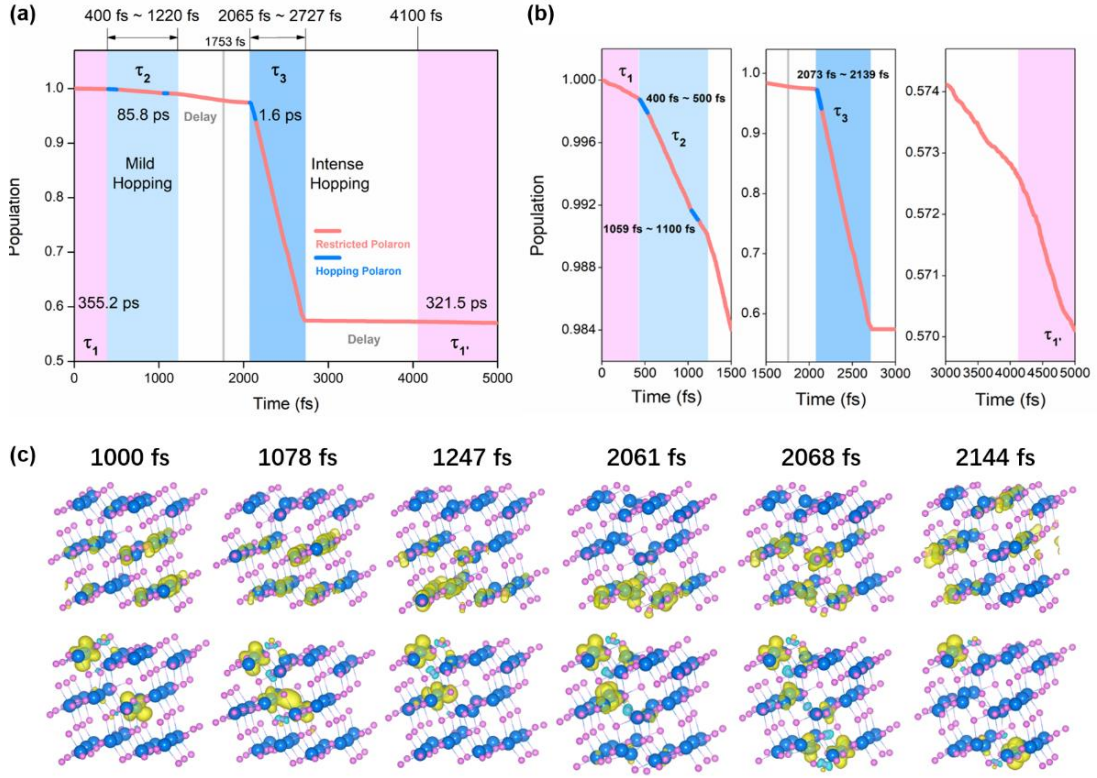 (a)
400 fs ~ 1220 fs
2065 fs ~ 2727 fs
4100 fs
1753 fs
τ2
τ3
1.0
85.8 ps
Delay
1.6 ps
0.9
Mild
Hopping
Intense
Hopping
0.8
Population
0.7
Restricted Polaron
Hopping Polaron
0.6
355.2 ps
321.5 ps
Delay
0.5
τ1
τ1'
0 1000 2000 3000 4000 5000
Time (fs)
(b)
1.000
τ1
400 fs ~ 500 fs
0.996
τ2
0.992
1059 fs ~ 1100 fs
0.988
0.984
Population
0 500 1000 1500
Time (fs)
1.0
2073 fs ~ 2139 fs
τ3
0.9
0.8
0.7
0.6
1500 2000 2500 3000
Time (fs)
0.574
0.573
0.572
0.571
0.570
τ1'
3000 3500 4000 4500 5000
Time (fs)
(c)
1000 fs 1078 fs 1247 fs 2061 fs 2068 fs 2144 fs